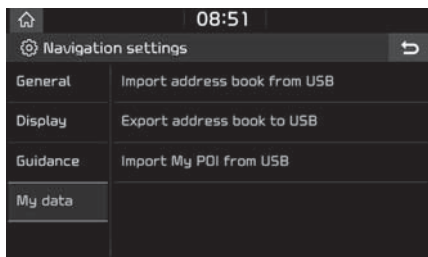 08:51
Navigation settings
General
Import address book from USB
Display
Export address book to USB
Guidance
Import My POI from USB
My data